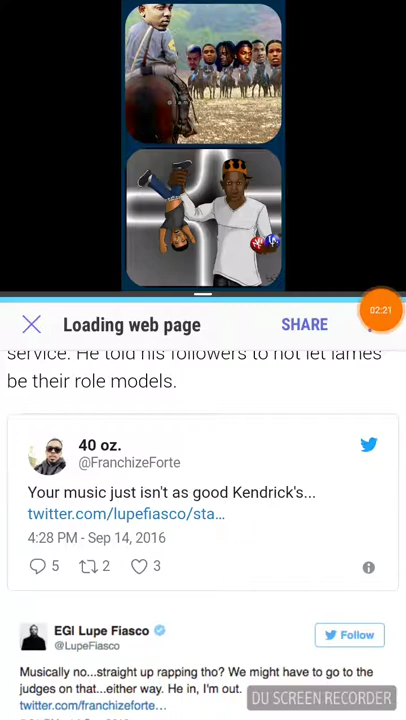 02:21
Loading web page
SHARE
service. He told his followers to not let lames
be their role models.
40 oz.
@FranchizeForte
Your music just isn't as good Kendrick's...
twitter.com/lupefiasco/sta...
4:28 PM - Sep 14, 2016
5 2 3
EGI Lupe Fiasco
@LupeFiasco
Follow
Musically no...straight up rapping tho? We might have to go to the
judges on that...either way. He in, I'm out.
twitter.com/franchizeforte...
DU SCREEN RECORDER